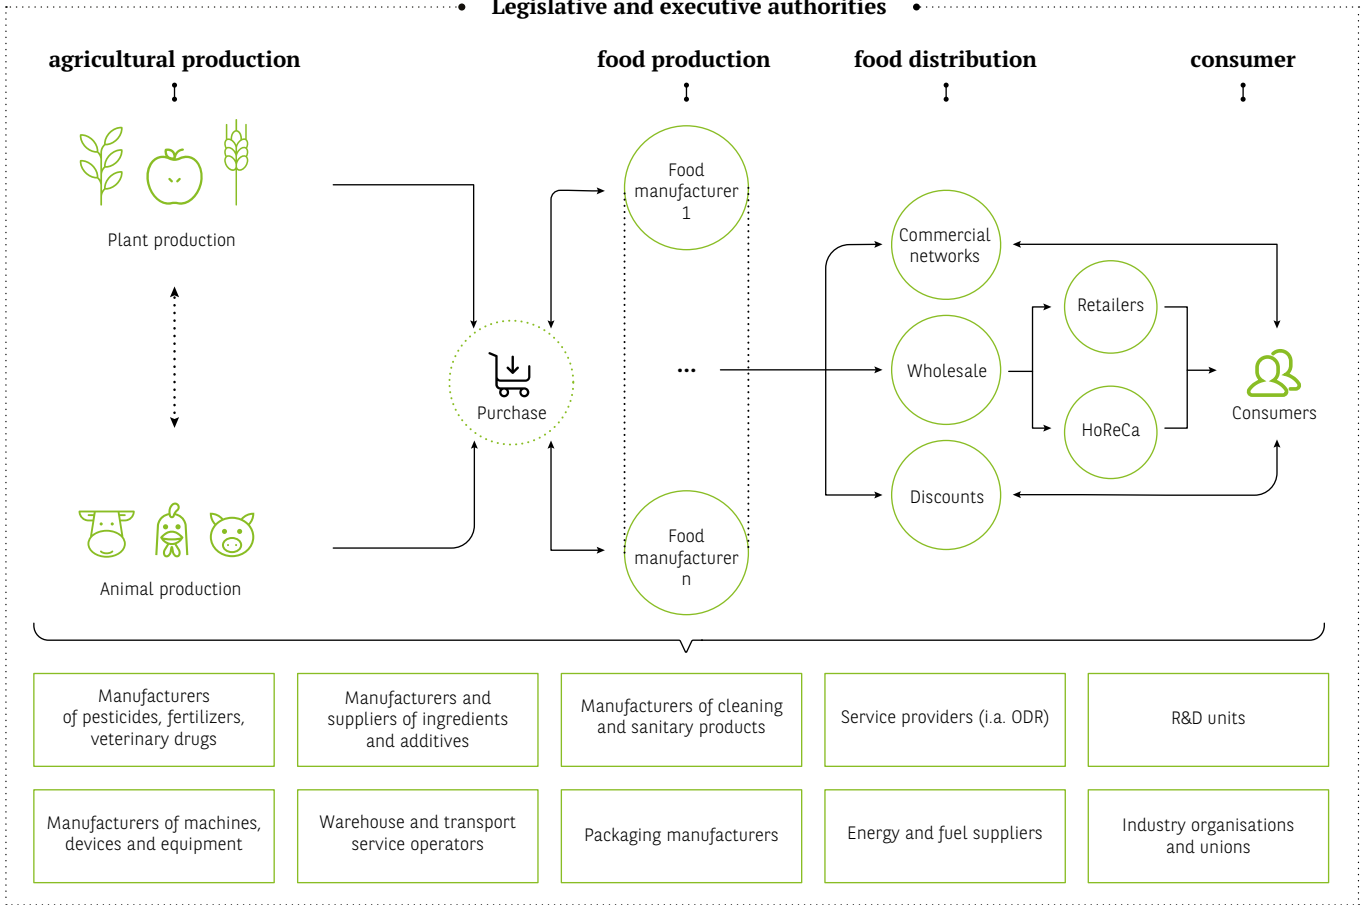 Legislative and executive authorities
agricultural production
food production
food distribution
consumer
Plant production
Animal production
Purchase
Food
manufacturer
1
...
Food
manufacturer
n
Commercial
networks
Wholesale
Discounts
Retailers
HoReCa
Consumers
Manufacturers
of pesticides, fertilizers,
veterinary drugs
Manufacturers and
suppliers of ingredients
and additives
Manufacturers of cleaning
and sanitary products
Service providers (i.a. ODR)
R&D units
Manufacturers of machines,
devices and equipment
Warehouse and transport
service operators
Packaging manufacturers
Energy and fuel suppliers
Industry organisations
and unions